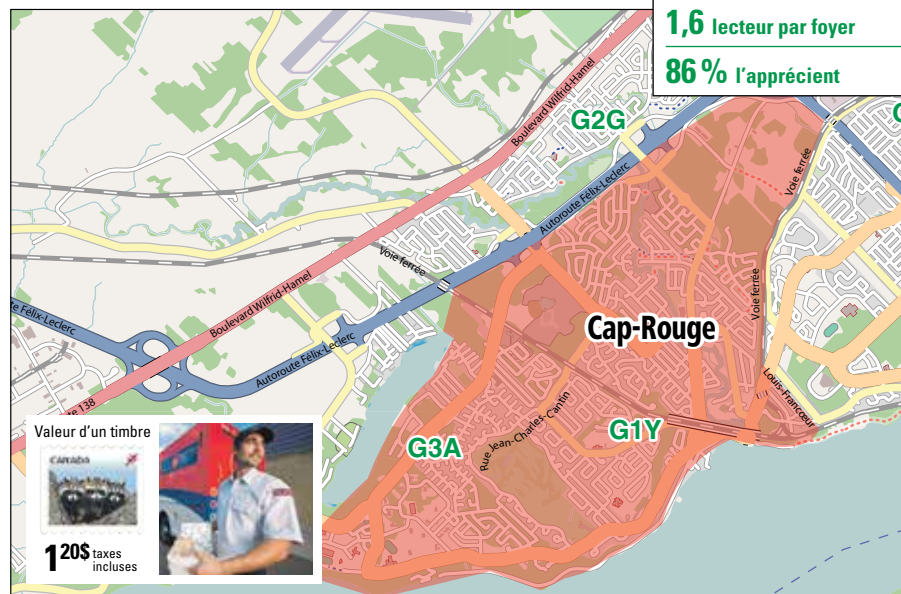 1,6 lecteur par foyer
86 % l'apprécient
Boulevard Wilfrid-Hamel
G2G
Autoroute Félix-Leclerc
Voie ferrée
Voie ferrée
Boulevard Wilfrid-Hamel
Voie ferrée
Cap-Rouge
te Félix-Leclerc
Autoroute Félix-Leclerc
Louis-Francœur
Rue Jean-Charles-Cantin
138
G3A
G1Y
Valeur d'un timbre
CANADA
1 20$ taxes
incluses